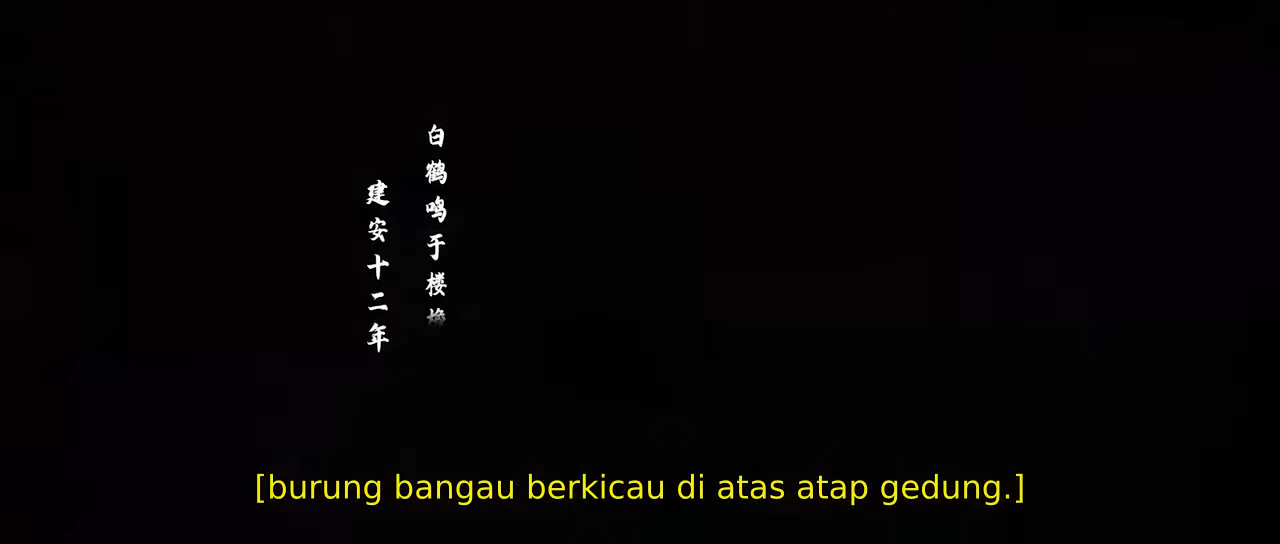 建安十二年
白鹤鸣于楼
[burung bangau berkicau di atas atap gedung.]